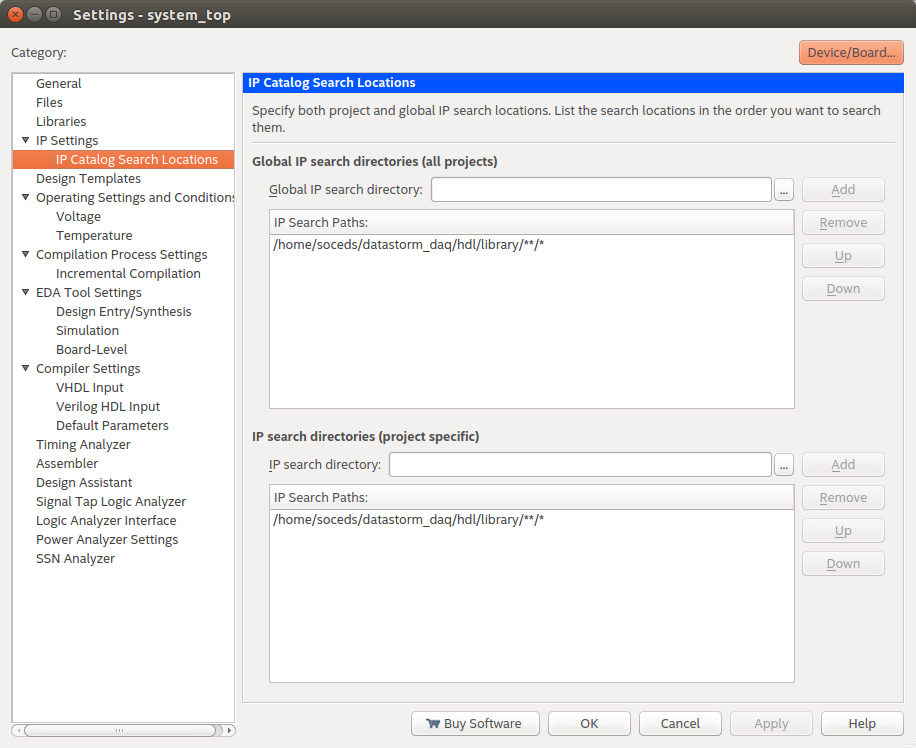 Settings - system_top
Category:
Device/Board...
General
Files
Libraries
IP Settings
IP Catalog Search Locations
Design Templates
Operating Settings and Conditions
Voltage
Temperature
Compilation Process Settings
Incremental Compilation
EDA Tool Settings
Design Entry/Synthesis
Simulation
Board-Level
Compiler Settings
VHDL Input
Verilog HDL Input
Default Parameters
Timing Analyzer
Assembler
Design Assistant
Signal Tap Logic Analyzer
Logic Analyzer Interface
Power Analyzer Settings
SSN Analyzer
IP Catalog Search Locations
Specify both project and global IP search locations. List the search locations in the order you want to search
them.
Global IP search directories (all projects)
Global IP search directory:
...
Add
IP Search Paths:
Remove
/home/soceds/datastorm_daq/hdl/library/**/*
Up
Down
IP search directories (project specific)
IP search directory:
...
Add
IP Search Paths:
Remove
/home/soceds/datastorm_daq/hdl/library/**/*
Up
Down
Buy Software
OK
Cancel
Apply
Help